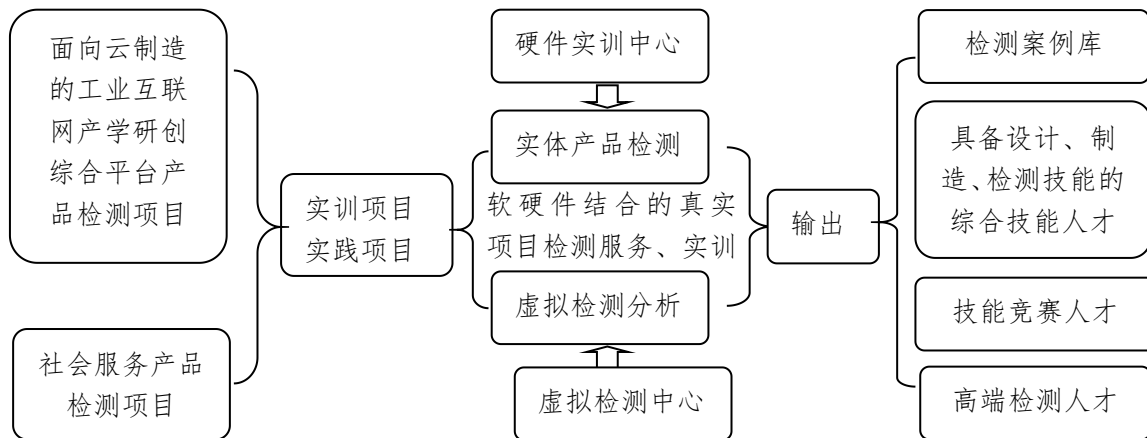 面向云制造
的工业互联
网产学研创
综合平台产
品检测项目
社会服务产品
检测项目
实训项目
实践项目
硬件实训中心
实体产品检测
软硬件结合的真实
项目检测服务、实训
虚拟检测分析
虚拟检测中心
输出
检测案例库
具备设计、制
造、检测技能的
综合技能人才
技能竞赛人才
高端检测人才